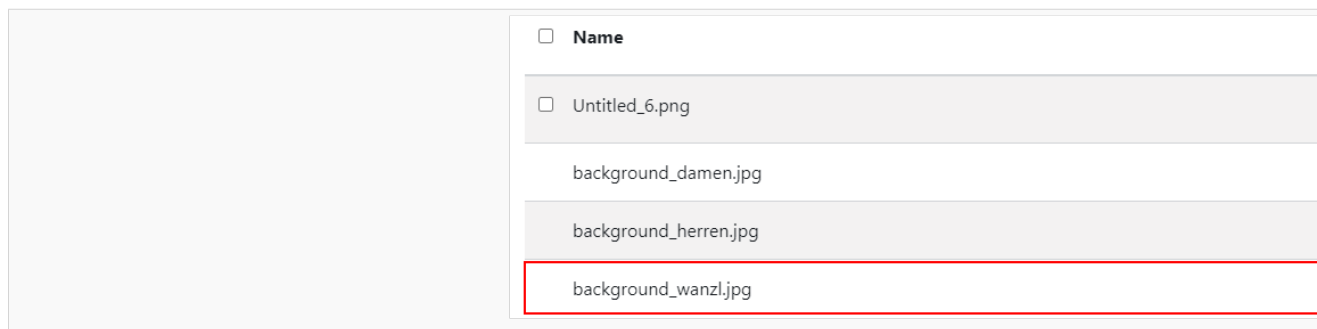 Name
Untitled_6.png
background_damen.jpg
background_herren.jpg
background_wanzl.jpg